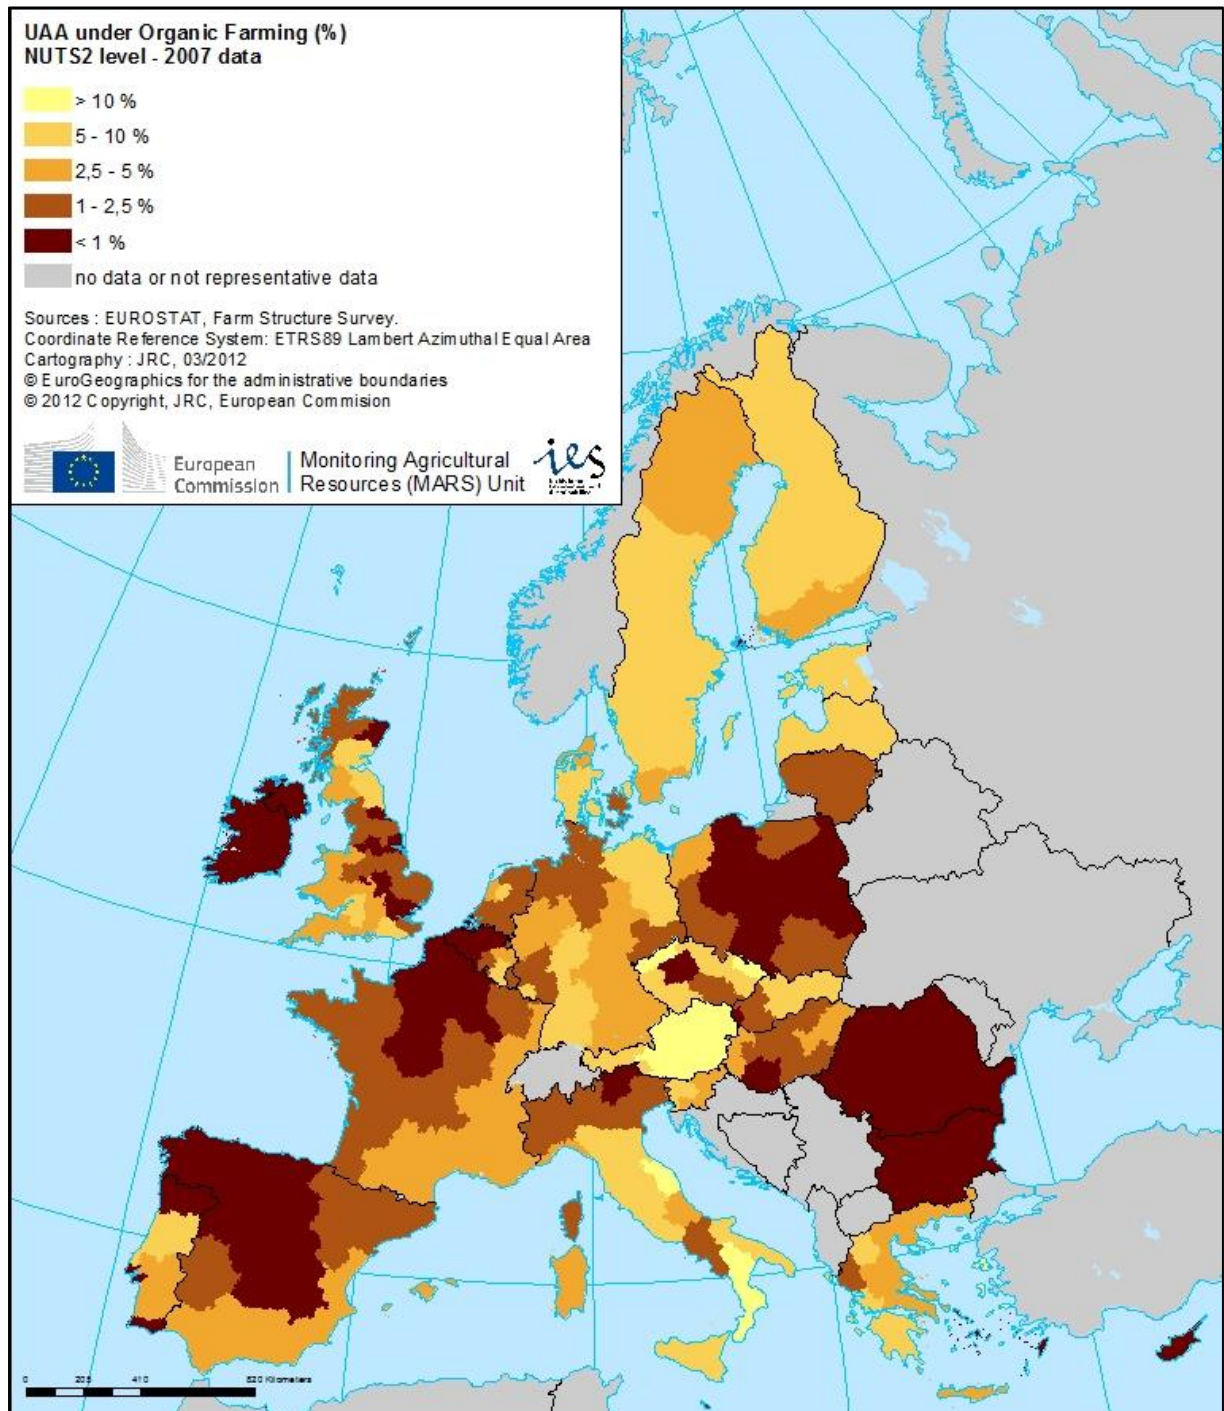 UAA under Organic Farming (%)
NUTS2 level - 2007 data
> 10 %
5 - 10 %
2,5 - 5 %
1 - 2,5 %
< 1 %
no data or not representative data
Sources : EUROSTAT, Farm Structure Survey.
Coordinate Reference System: ETRS89 Lambert Azimuthal Equal Area
Cartography : JRC, 03/2012
© EuroGeographics for the administrative boundaries
© 2012 Copyright, JRC, European Commision
European
Commission
Monitoring Agricultural
Resources (MARS) Unit
ies
0 205 410 820 Kilometers